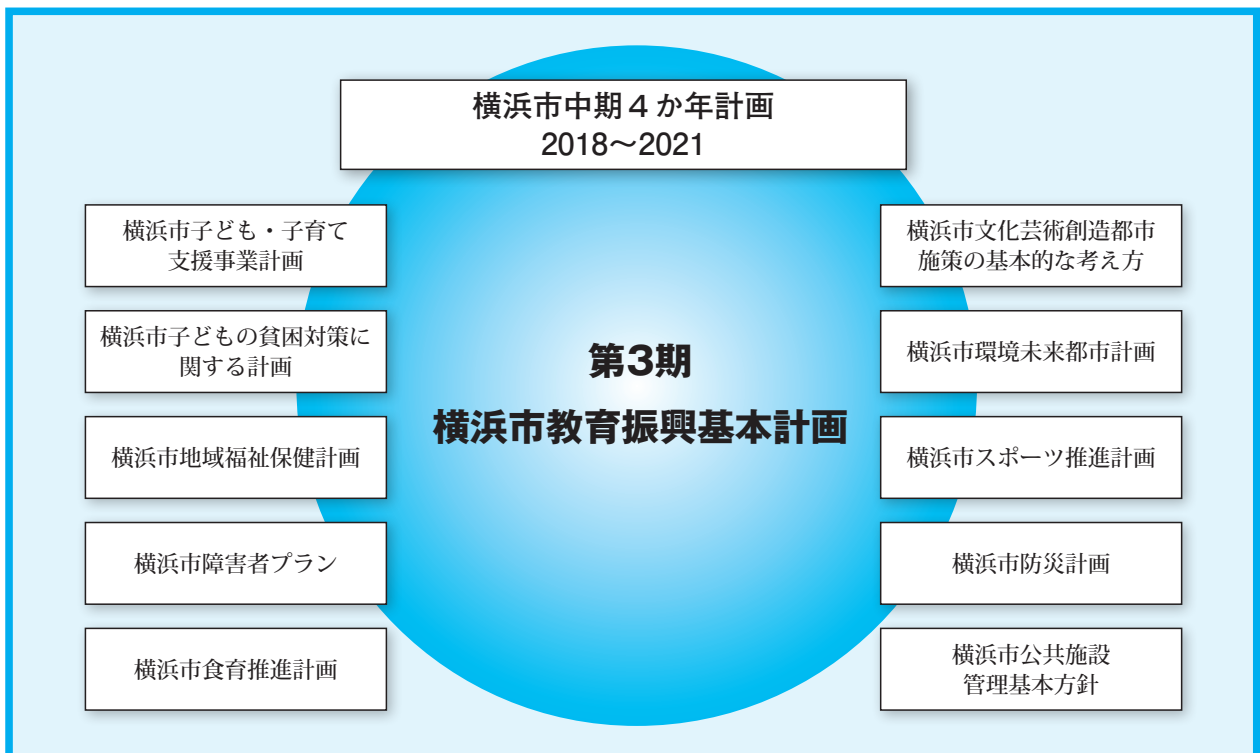 横浜市中期４か年計画
2018～2021
横浜市子ども・子育て
支援事業計画
横浜市子どもの貧困対策に
関する計画
横浜市地域福祉保健計画
横浜市障害者プラン
横浜市食育推進計画
第3期
横浜市教育振興基本計画
横浜市文化芸術創造都市
施策の基本的な考え方
横浜市環境未来都市計画
横浜市スポーツ推進計画
横浜市防災計画
横浜市公共施設
管理基本方針